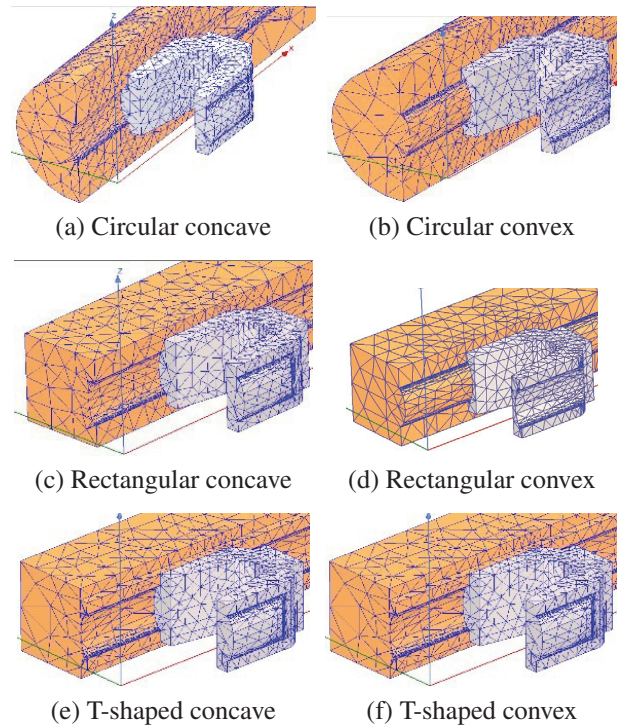 z
x
(a) Circular concave
(b) Circular convex
z
(c) Rectangular concave
(d) Rectangular convex
(e) T-shaped concave
(f) T-shaped convex